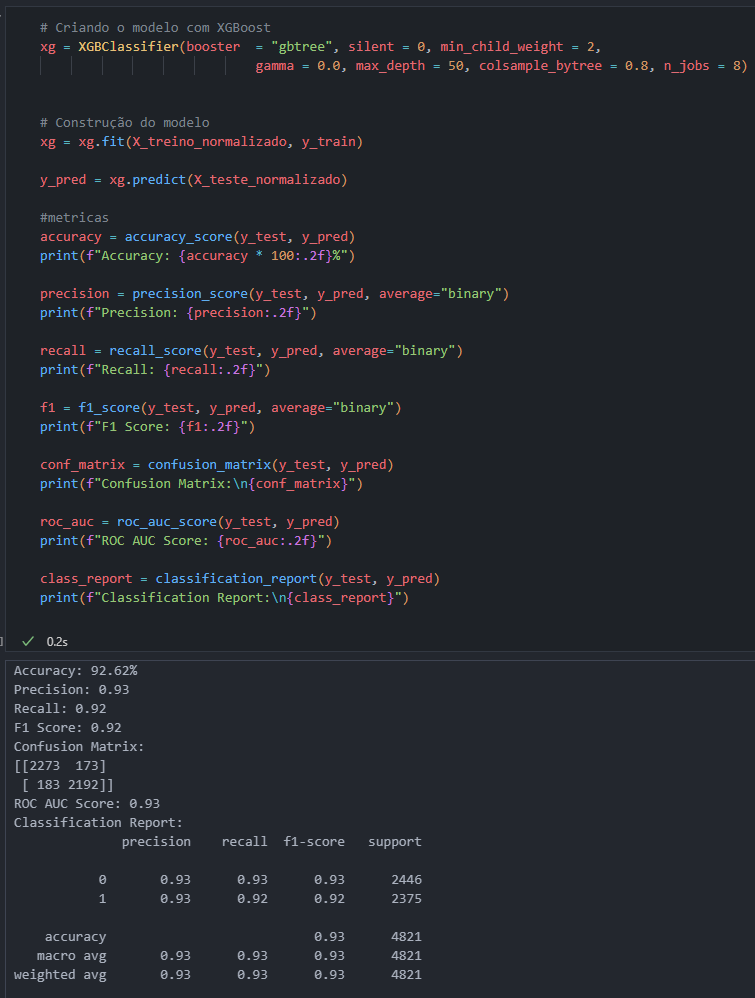 # Criando o modelo com XGBoost
xg = XGBClassifier(booster  = "gbtree", silent = 0, min_child_weight = 2,
                            gamma = 0.0, max_depth = 50, colsample_bytree = 0.8, n_jobs = 8)
# Construção do modelo
xg = xg.fit(X_treino_normalizado, y_train)
y_pred = xg.predict(X_teste_normalizado)
#metricas
accuracy = accuracy_score(y_test, y_pred)
print(f"Accuracy: {accuracy * 100:.2f}%")
precision = precision_score(y_test, y_pred, average="binary")
print(f"Precision: {precision:.2f}")
recall = recall_score(y_test, y_pred, average="binary")
print(f"Recall: {recall:.2f}")
f1 = f1_score(y_test, y_pred, average="binary")
print(f"F1 Score: {f1:.2f}")
conf_matrix = confusion_matrix(y_test, y_pred)
print(f"Confusion Matrix:\n{conf_matrix}")
roc_auc = roc_auc_score(y_test, y_pred)
print(f"ROC AUC Score: {roc_auc:.2f}")
class_report = classification_report(y_test, y_pred)
print(f"Classification Report:\n{class_report}")
] ✓ 0.2s
Accuracy: 92.62%
Precision: 0.93
Recall: 0.92
F1 Score: 0.92
Confusion Matrix:
[[2273  173]
 [ 183 2192]]
ROC AUC Score: 0.93
Classification Report:
              precision    recall  f1-score   support
           0       0.93      0.93      0.93      2446
           1       0.93      0.92      0.92      2375
    accuracy                           0.93      4821
   macro avg       0.93      0.93      0.93      4821
weighted avg       0.93      0.93      0.93      4821